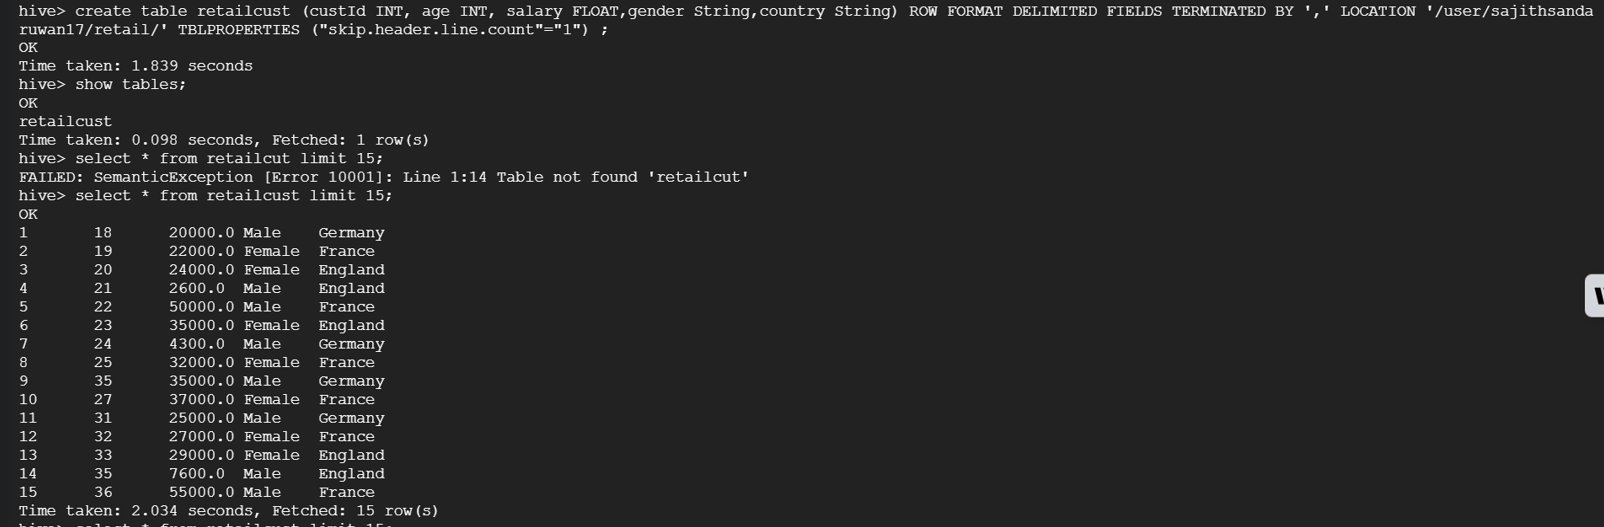 hive> create table retailcust (custId INT, age INT, salary FLOAT,gender String,country String) ROW FORMAT DELIMITED FIELDS TERMINATED BY ',' LOCATION '/user/sajithsanda
ruwan17/retail/' TBLPROPERTIES ("skip.header.line.count"="1") ;
OK
Time taken: 1.839 seconds
hive> show tables;
OK
retailcust
Time taken: 0.098 seconds, Fetched: 1 row(s)
hive> select * from retailcut limit 15;
FAILED: SemanticException [Error 10001]: Line 1:14 Table not found 'retailcut'
hive> select * from retailcust limit 15;
OK
1 18 20000.0 Male Germany
2 19 22000.0 Female France
3 20 24000.0 Female England
4 21 2600.0 Male England
5 22 50000.0 Male France
6 23 35000.0 Female England
7 24 4300.0 Male Germany
8 25 32000.0 Female France
9 35 35000.0 Male Germany
10 27 37000.0 Female France
11 31 25000.0 Male Germany
12 32 27000.0 Female France
13 33 29000.0 Female England
14 35 7600.0 Male England
15 36 55000.0 Male France
Time taken: 2.034 seconds, Fetched: 15 row(s)